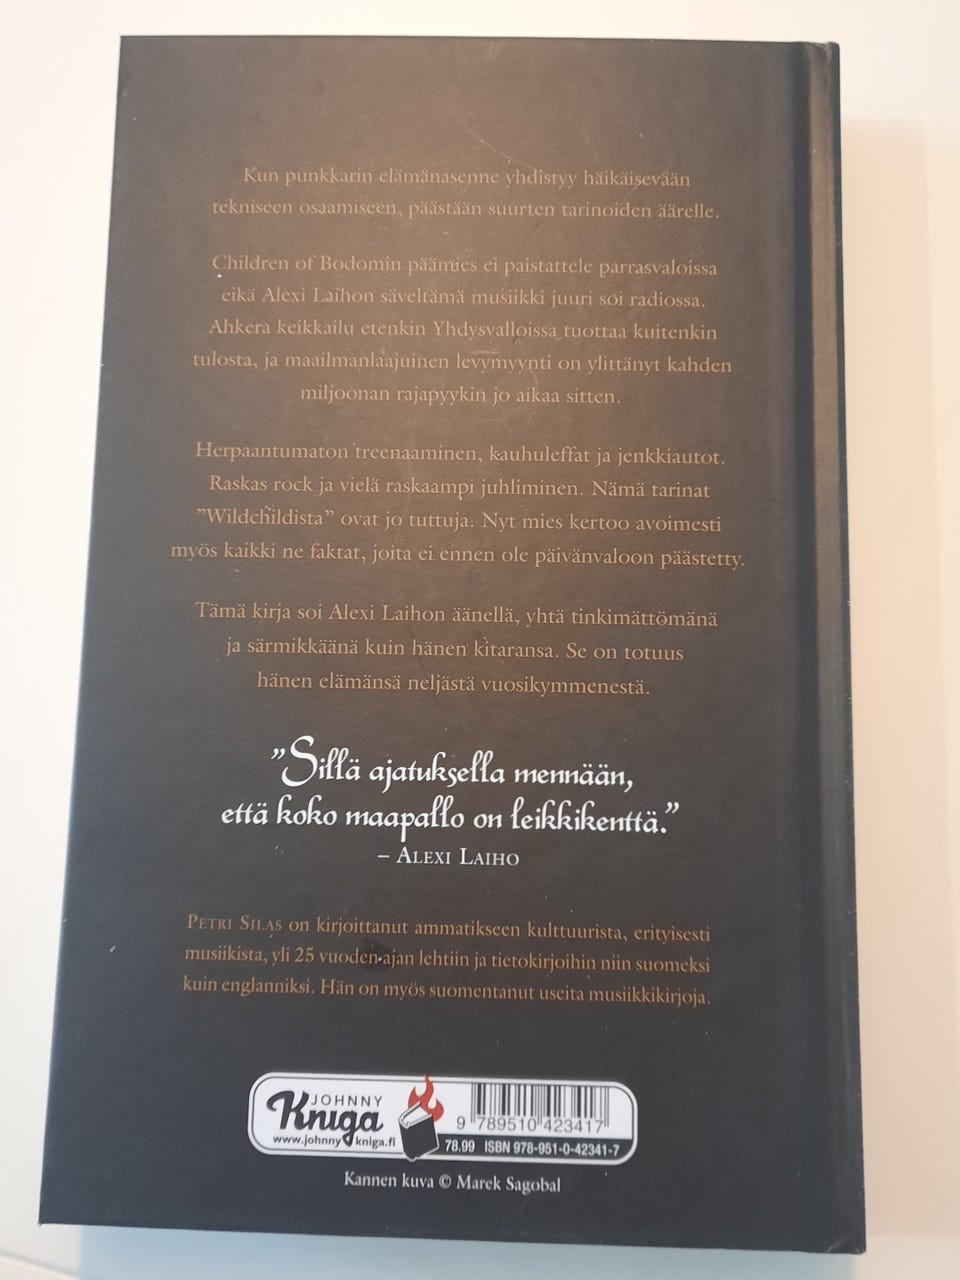 Kun punkkarin elämänasenne yhdistyy häikäisevään
tekniseen osaamiseen, päästään suurten tarinoiden äärelle.
Children of Bodomin päämies ei paistattele parrasvaloissa
eikä Alexi Laihon säveltämä musiikki juuri soi radiossa.
Ahkera keikkailu etenkin Yhdysvalloissa tuottaa kuitenkin
tulosta, ja maailmanlaajuinen levymyynti on ylittänyt kahden
miljoonan rajapyykin jo aikaa sitten.
Herpaantumaton treenaaminen, kauhuleffat ja jenkkiautot.
Raskas rock ja vielä raskaampi juhliminen. Nämä tarinat
”Wildchildista” ovat jo tuttuja. Nyt mies kertoo avoimesti
myös kaikki ne faktat, joita ei ennen ole päivänvaloon päästetty.
Tämä kirja soi Alexi Laihon äänellä, yhtä tinkimättömänä
ja särmikkäänä kuin hänen kitaransa. Se on totuus
hänen elämänsä neljästä vuosikymmenestä.
”Sillä ajatuksella mennään,
että koko maapallo on leikkikenttä.”
– Alexi Laiho
Petri Silas on kirjoittanut ammatikseen kulttuurista, erityisesti
musiikista, yli 25 vuoden ajan lehtiin ja tietokirjoihin niin suomeksi
kuin englanniksi. Hän on myös suomentanut useita musiikkikirjoja.
JOHNNY
Kniga
www.johnnykniga.fi
9 789510 423417
78.99 ISBN 978-951-0-42341-7
Kannen kuva © Marek Sagobal